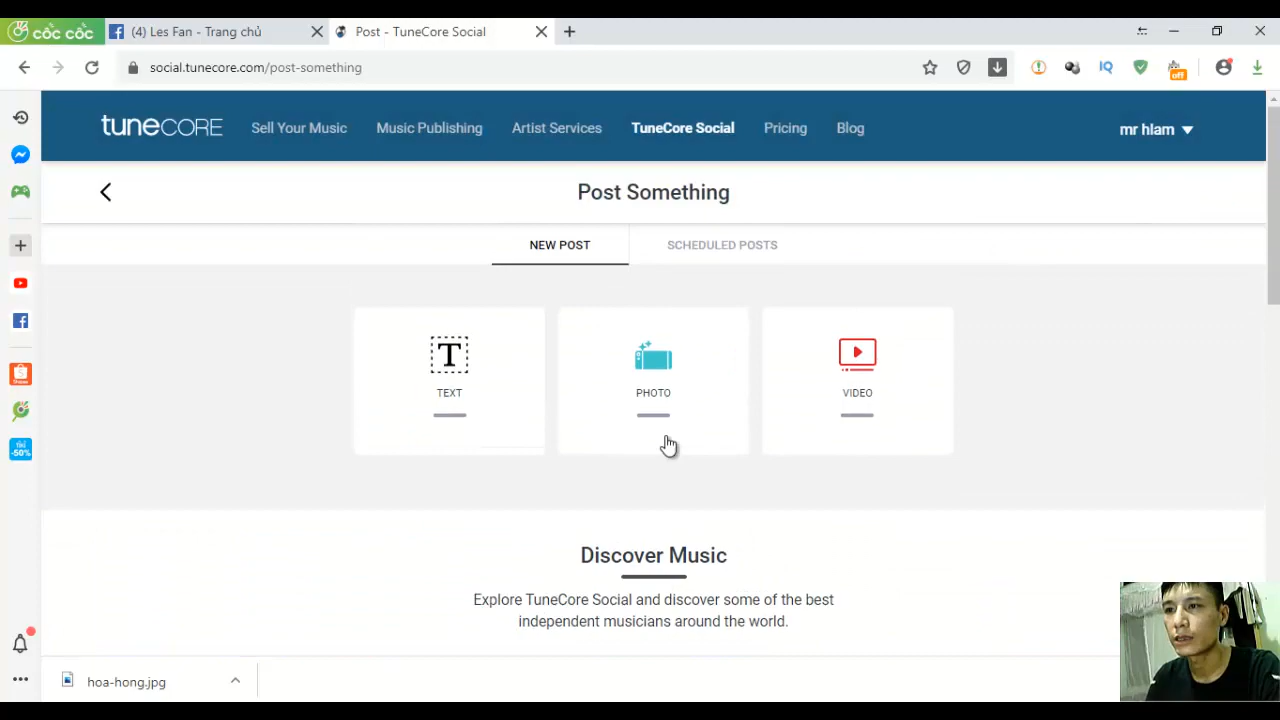 cốc cốc
(4) Les Fan - Trang chủ
Post - TuneCore Social
social.tunecore.com/post-something
IQ
off
tuneCORE
Sell Your Music
Music Publishing
Artist Services
TuneCore Social
Pricing
Blog
mr hlam
Post Something
NEW POST
SCHEDULED POSTS
T
TEXT
PHOTO
VIDEO
Discover Music
Explore TuneCore Social and discover some of the best
independent musicians around the world.
TIKI
-50%
hoa-hong.jpg